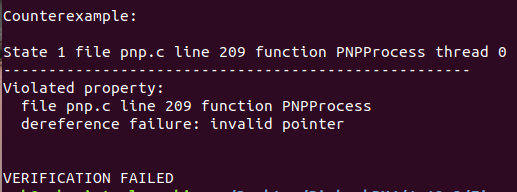 Counterexample:
State 1 file pnp.c line 209 function PNPProcess thread 0
----------------------------------------------------
Violated property:
file pnp.c line 209 function PNPProcess
dereference failure: invalid pointer
VERIFICATION FAILED